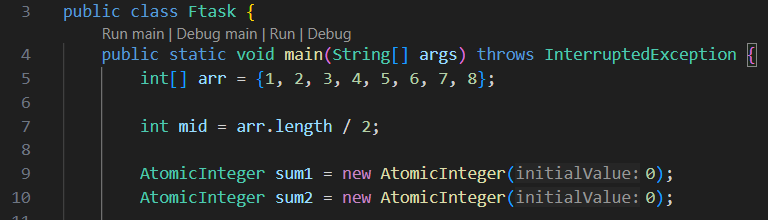 3 public class Ftask {
Run main | Debug main | Run | Debug
4 public static void main(String[] args) throws InterruptedException {
5 int[] arr = {1, 2, 3, 4, 5, 6, 7, 8};
6
7 int mid = arr.length / 2;
8
9 AtomicInteger sum1 = new AtomicInteger(initialValue: 0);
10 AtomicInteger sum2 = new AtomicInteger(initialValue: 0);
11